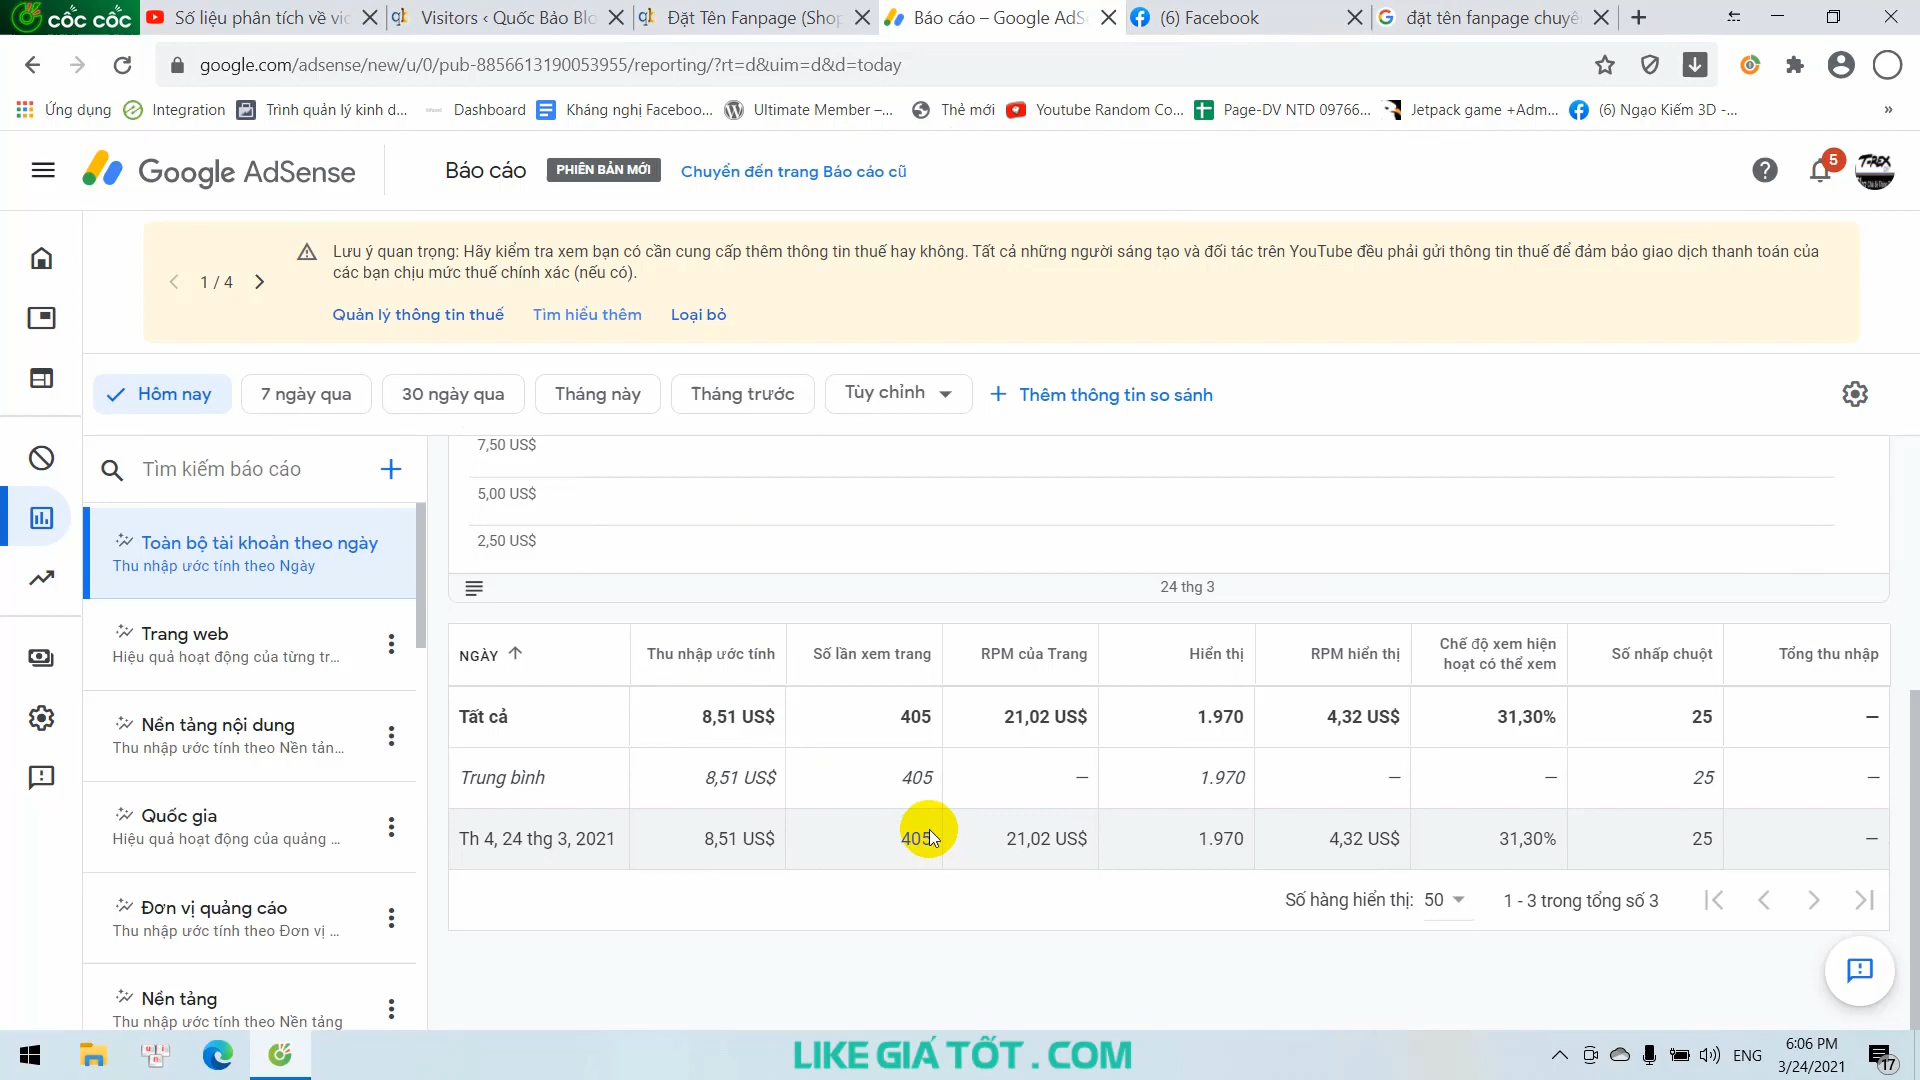 cốc cốc
Số liệu phân tích về vic
Visitors ‹ Quốc Bảo Blo
Đặt Tên Fanpage (Shop
Báo cáo – Google AdS
(6) Facebook
đặt tên fanpage chuyê
google.com/adsense/new/u/0/pub-8856613190053955/reporting/?rt=d&uim=d&d=today
Ứng dụng
Integration
Trình quản lý kinh d...
Dashboard
Kháng nghị Faceboo...
Ultimate Member –...
Thẻ mới
Youtube Random Co...
Page-DV NTD 09766...
Jetpack game +Adm...
(6) Ngạo Kiếm 3D -...
»
Google AdSense
Báo cáo
PHIÊN BẢN MỚI
Chuyển đến trang Báo cáo cũ
5
T-REX
Lưu ý quan trọng: Hãy kiểm tra xem bạn có cần cung cấp thêm thông tin thuế hay không. Tất cả những người sáng tạo và đối tác trên YouTube đều phải gửi thông tin thuế để đảm bảo giao dịch thanh toán của
các bạn chịu mức thuế chính xác (nếu có).
1 / 4
Quản lý thông tin thuế
Tìm hiểu thêm
Loại bỏ
Hôm nay
7 ngày qua
30 ngày qua
Tháng này
Tháng trước
Tùy chỉnh
Thêm thông tin so sánh
Tìm kiếm báo cáo
Toàn bộ tài khoản theo ngày
Thu nhập ước tính theo Ngày
Trang web
Hiệu quả hoạt động của từng tr...
Nền tảng nội dung
Thu nhập ước tính theo Nền tản...
Quốc gia
Hiệu quả hoạt động của quảng ...
Đơn vị quảng cáo
Thu nhập ước tính theo Đơn vị ...
Nền tảng
Thu nhập ước tính theo Nền tảng
7,50 US$
5,00 US$
2,50 US$
24 thg 3
NGÀY
Thu nhập ước tính
Số lần xem trang
RPM của Trang
Hiển thị
RPM hiển thị
Chế độ xem hiện
hoạt có thể xem
Số nhấp chuột
Tổng thu nhập
Tất cả 8,51 US$ 405 21,02 US$ 1.970 4,32 US$ 31,30% 25 —
Trung bình 8,51 US$ 405 — 1.970 — — 25 —
Th 4, 24 thg 3, 2021 8,51 US$ 405 21,02 US$ 1.970 4,32 US$ 31,30% 25 —
Số hàng hiển thị: 50
1 - 3 trong tổng số 3
LIKE GIÁ TỐT . COM
ENG
6:06 PM
3/24/2021
17